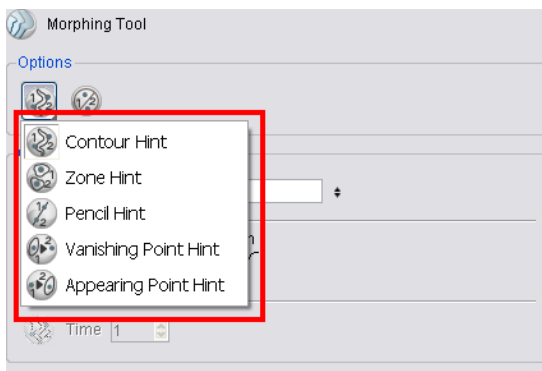 Morphing Tool
Options
Contour Hint
Zone Hint
Pencil Hint
Vanishing Point Hint
Appearing Point Hint
Time 1